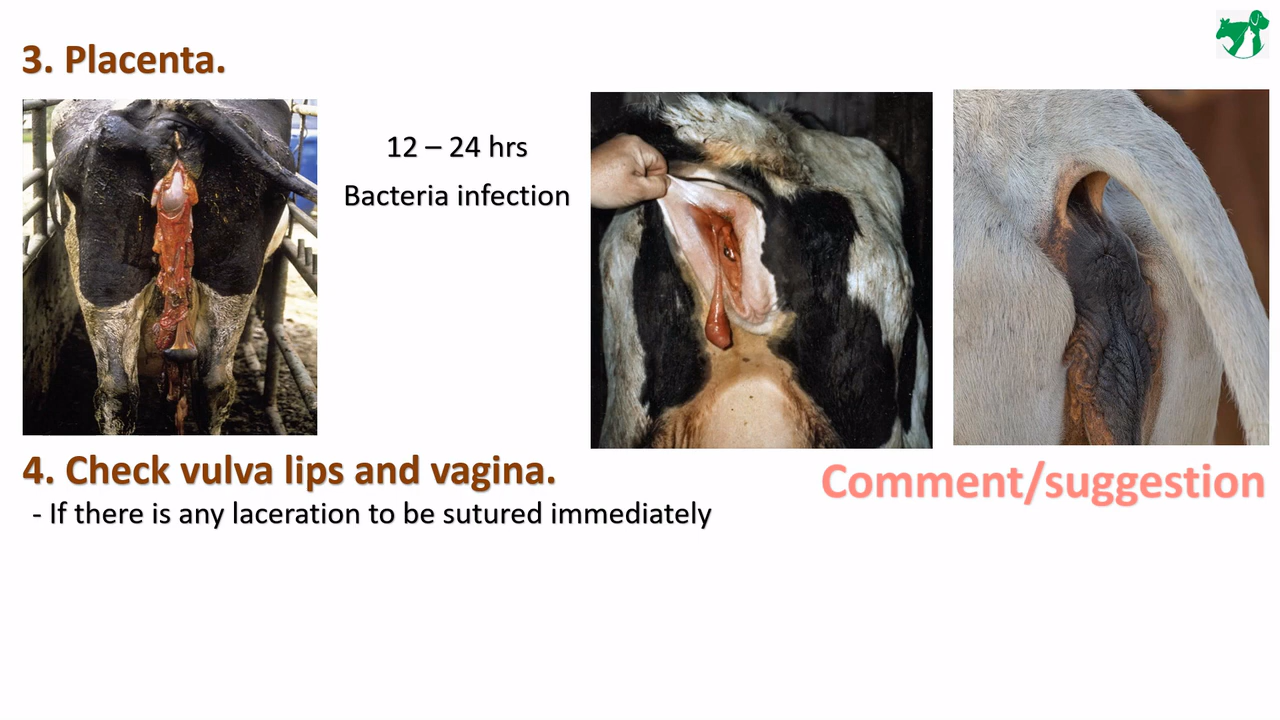 3. Placenta.
12 – 24 hrs
Bacteria infection
4. Check vulva lips and vagina.
- If there is any laceration to be sutured immediately
Comment/suggestion